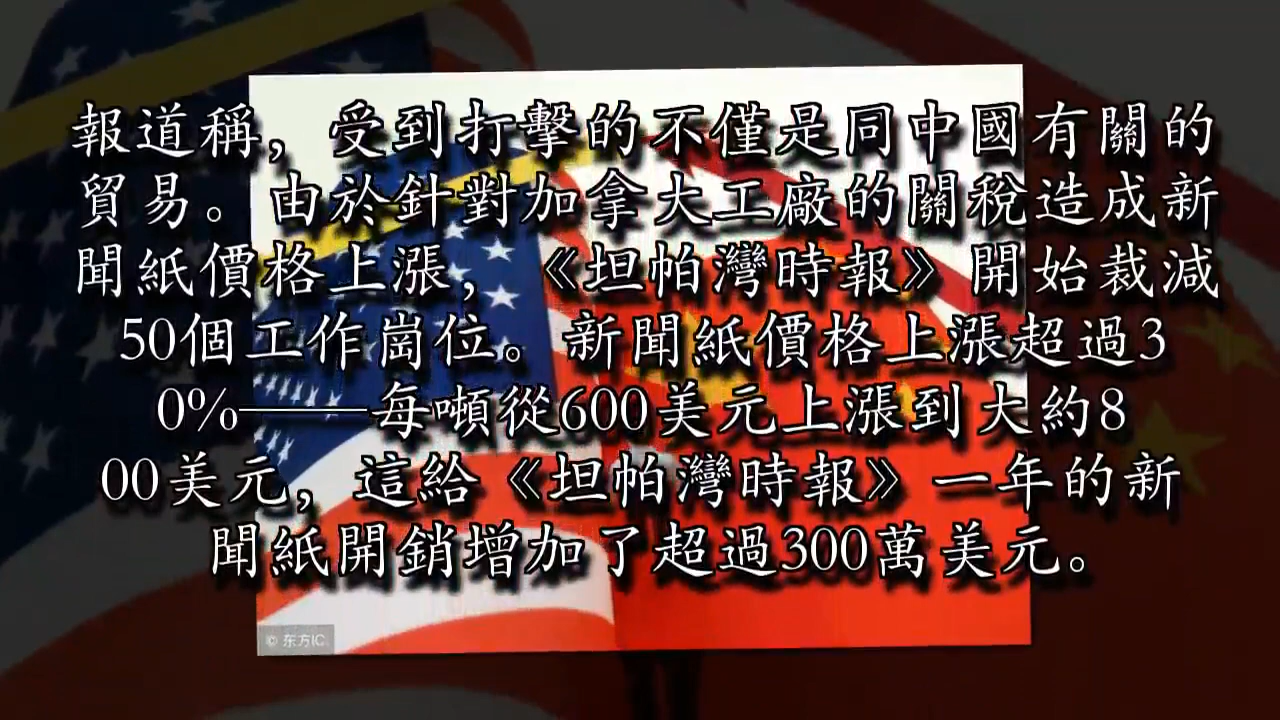 報道稱，受到打擊的不僅是同中國有關的
貿易。由於針對加拿大工廠的關稅造成新
聞紙價格上漲，《坦帕灣時報》開始裁減
50個工作崗位。新聞紙價格上漲超過3
0%——每噸從600美元上漲到大約8
00美元，這給《坦帕灣時報》一年的新
聞紙開銷增加了超過300萬美元。
© 东方IC